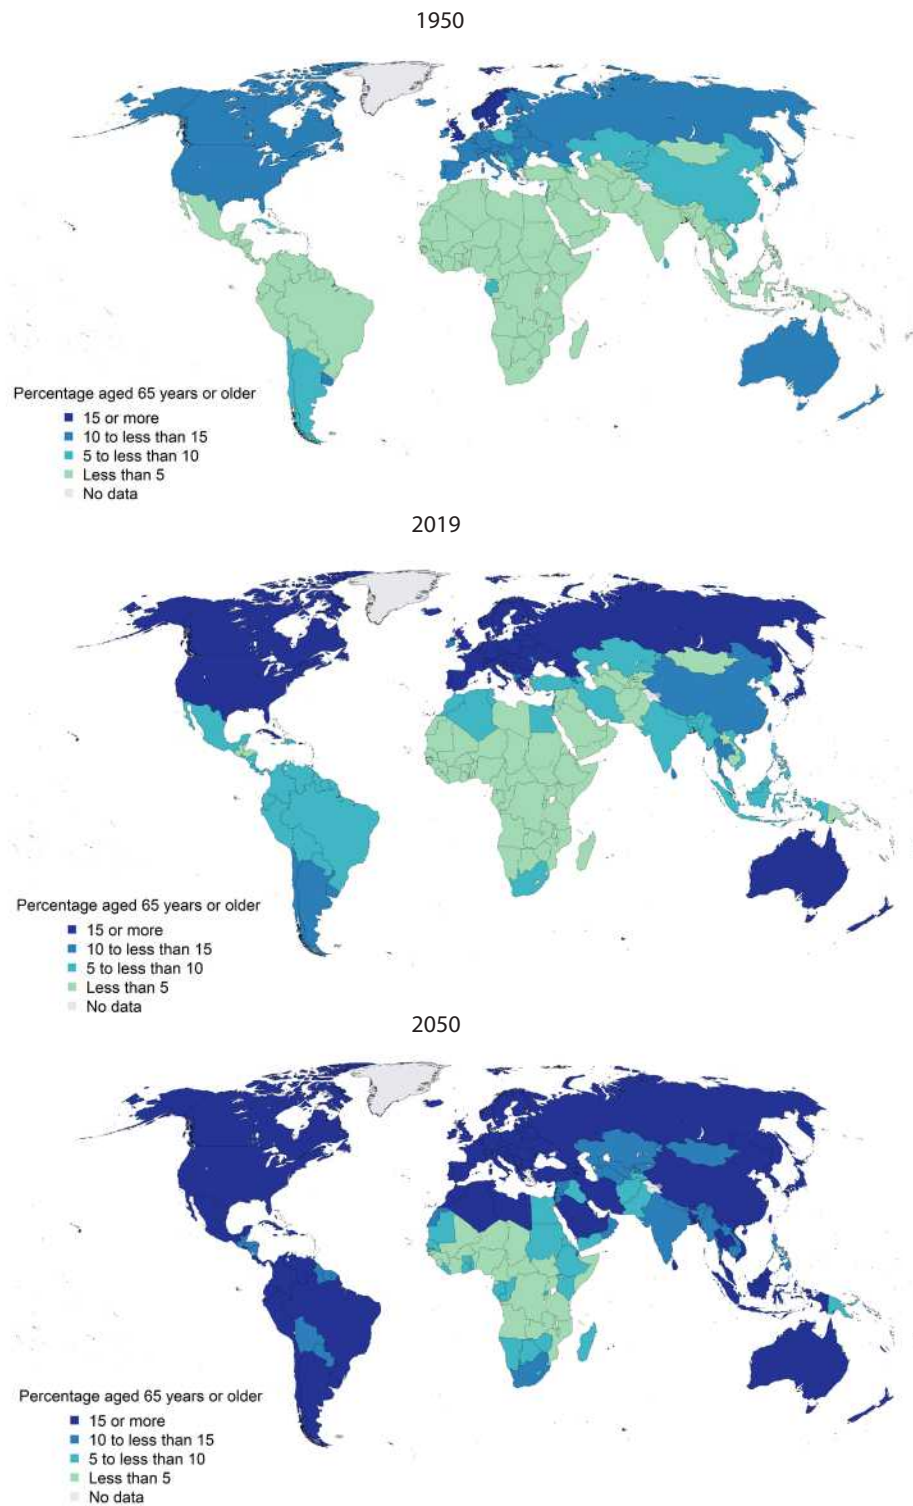 1950
Percentage aged 65 years or older
15 or more
10 to less than 15
5 to less than 10
Less than 5
No data
2019
Percentage aged 65 years or older
15 or more
10 to less than 15
5 to less than 10
Less than 5
No data
2050
Percentage aged 65 years or older
15 or more
10 to less than 15
5 to less than 10
Less than 5
No data